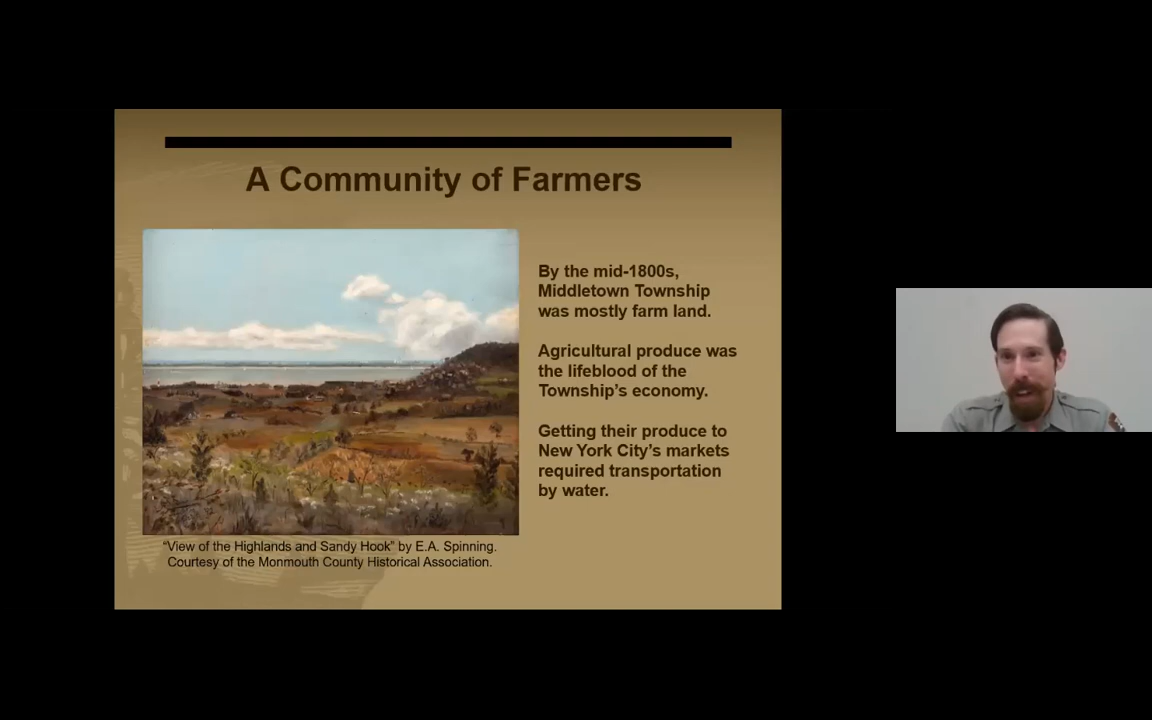 A Community of Farmers
By the mid-1800s,
Middletown Township
was mostly farm land.
Agricultural produce was
the lifeblood of the
Township's economy.
Getting their produce to
New York City's markets
required transportation
by water.
“View of the Highlands and Sandy Hook” by E.A. Spinning.
Courtesy of the Monmouth County Historical Association.